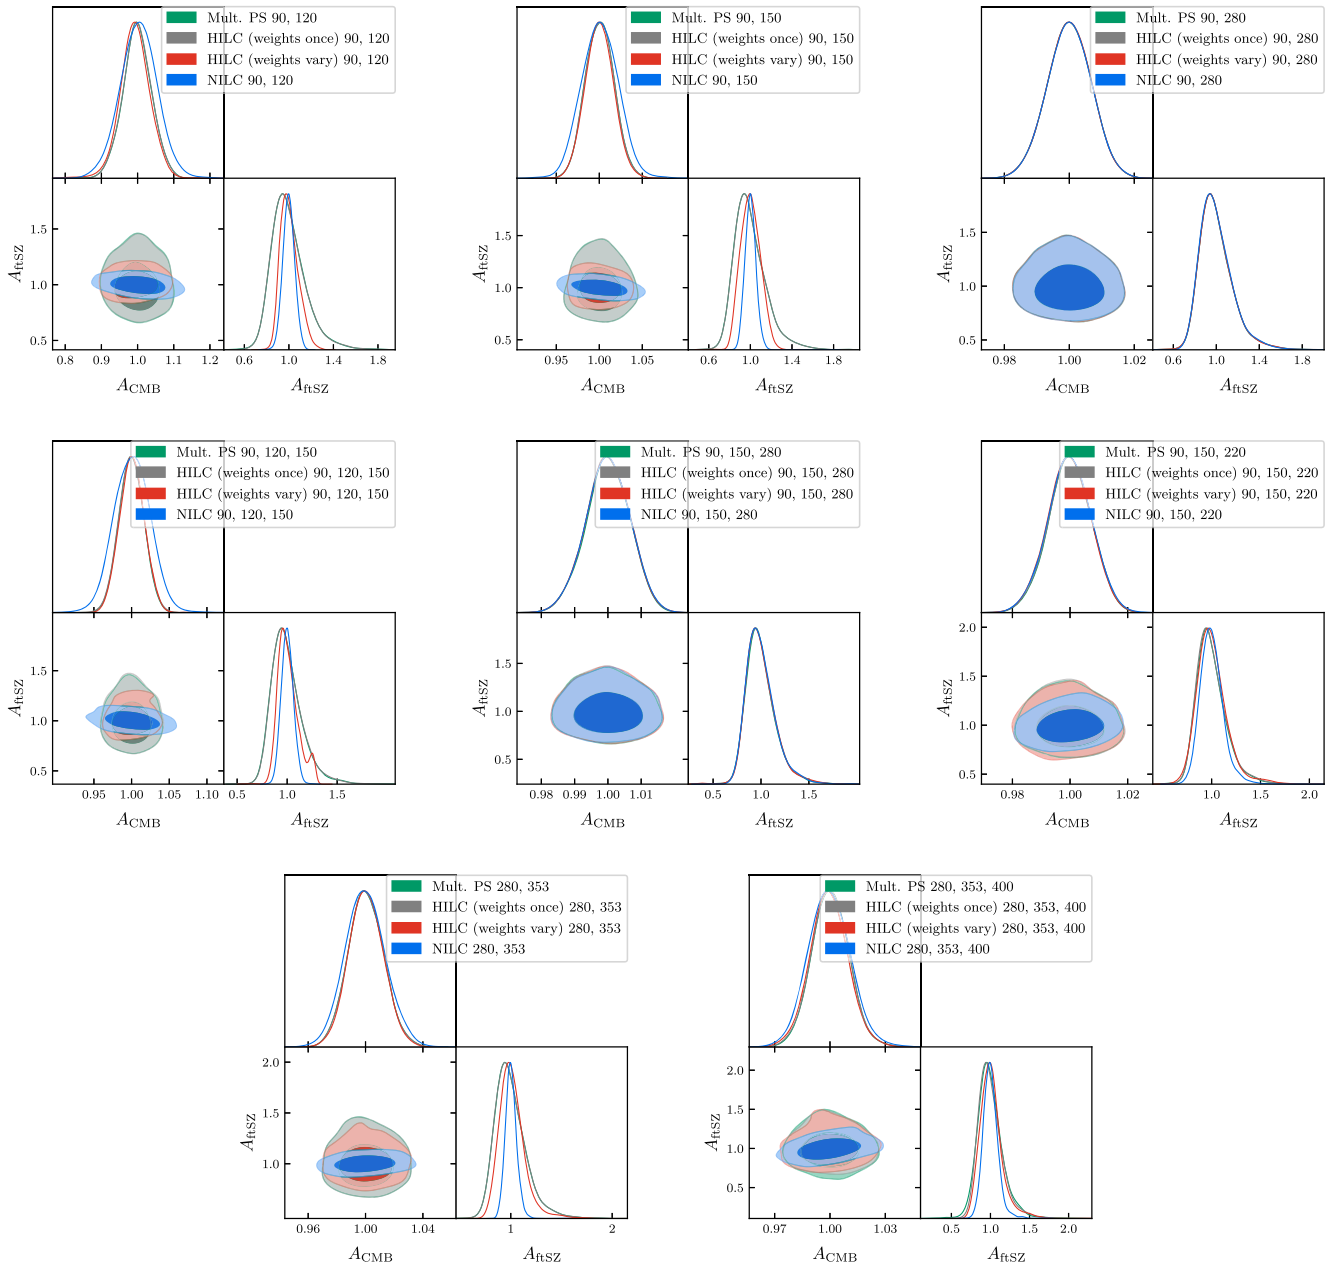 Mult. PS 90, 120
HILC (weights once) 90, 120
HILC (weights vary) 90, 120
NILC 90, 120
1.5
1.0
0.5
A_ftSZ
0.8 0.9 1.0 1.1 1.2
A_CMB
0.6 1.0 1.4 1.8
A_ftSZ
Mult. PS 90, 150
HILC (weights once) 90, 150
HILC (weights vary) 90, 150
NILC 90, 150
1.5
1.0
0.5
A_ftSZ
0.95 1.00 1.05
A_CMB
0.6 1.0 1.4 1.8
A_ftSZ
Mult. PS 90, 280
HILC (weights once) 90, 280
HILC (weights vary) 90, 280
NILC 90, 280
1.5
1.0
0.5
A_ftSZ
0.98 1.00 1.02
A_CMB
0.6 1.0 1.4 1.8
A_ftSZ
Mult. PS 90, 120, 150
HILC (weights once) 90, 120, 150
HILC (weights vary) 90, 120, 150
NILC 90, 120, 150
1.5
1.0
0.5
A_ftSZ
0.95 1.00 1.05 1.10
A_CMB
0.5 1.0 1.5
A_ftSZ
Mult. PS 90, 150, 280
HILC (weights once) 90, 150, 280
HILC (weights vary) 90, 150, 280
NILC 90, 150, 280
1.5
1.0
0.5
A_ftSZ
0.98 0.99 1.00 1.01
A_CMB
0.5 1.0 1.5
A_ftSZ
Mult. PS 90, 150, 220
HILC (weights once) 90, 150, 220
HILC (weights vary) 90, 150, 220
NILC 90, 150, 220
2.0
1.5
1.0
0.5
A_ftSZ
0.98 1.00 1.02
A_CMB
1.0 1.5 2.0
A_ftSZ
Mult. PS 280, 353
HILC (weights once) 280, 353
HILC (weights vary) 280, 353
NILC 280, 353
2.0
1.5
1.0
A_ftSZ
0.96 1.00 1.04
A_CMB
1 2
A_ftSZ
Mult. PS 280, 353, 400
HILC (weights once) 280, 353, 400
HILC (weights vary) 280, 353, 400
NILC 280, 353, 400
2.0
1.5
1.0
0.5
A_ftSZ
0.97 1.00 1.03
A_CMB
0.5 1.0 1.5 2.0
A_ftSZ